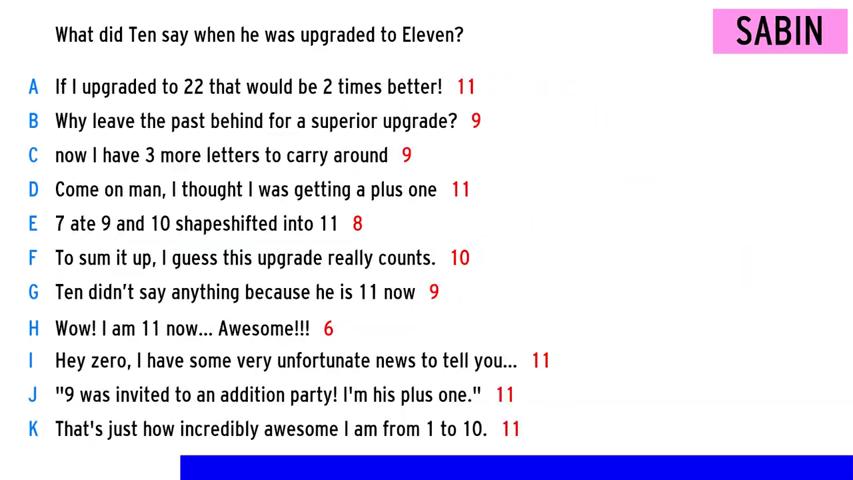 What did Ten say when he was upgraded to Eleven?
SABIN
A If I upgraded to 22 that would be 2 times better! 11
B Why leave the past behind for a superior upgrade? 9
C now I have 3 more letters to carry around 9
D Come on man, I thought I was getting a plus one 11
E 7 ate 9 and 10 shapeshifted into 11 8
F To sum it up, I guess this upgrade really counts. 10
G Ten didn’t say anything because he is 11 now 9
H Wow! I am 11 now... Awesome!!! 6
I Hey zero, I have some very unfortunate news to tell you... 11
J "9 was invited to an addition party! I'm his plus one." 11
K That's just how incredibly awesome I am from 1 to 10. 11